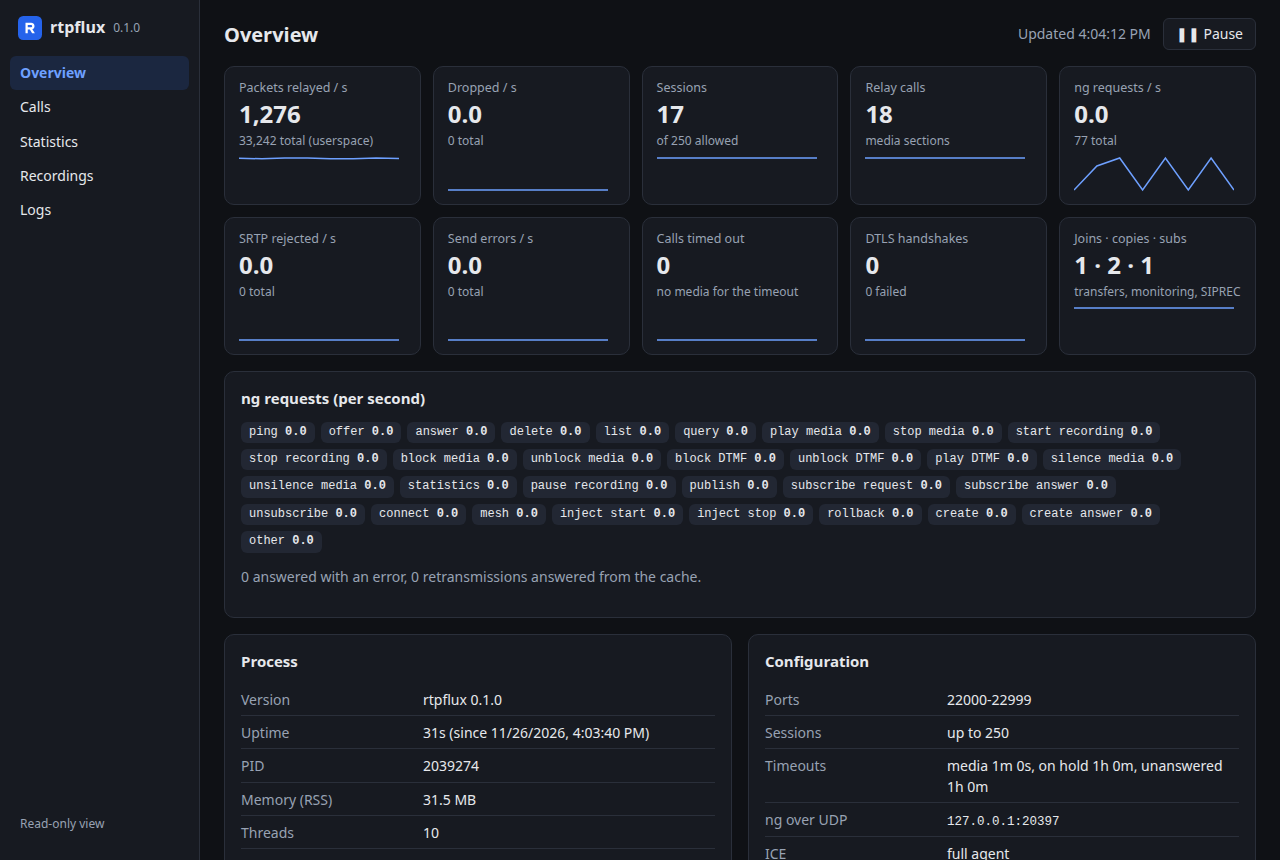 R rtpflux 0.1.0
Overview
Calls
Statistics
Recordings
Logs
Read-only view
Overview
Updated 4:04:12 PM
❚❚ Pause
Packets relayed / s
1,276
33,242 total (userspace)
Dropped / s
0.0
0 total
Sessions
17
of 250 allowed
Relay calls
18
media sections
ng requests / s
0.0
77 total
SRTP rejected / s
0.0
0 total
Send errors / s
0.0
0 total
Calls timed out
0
no media for the timeout
DTLS handshakes
0
0 failed
Joins · copies · subs
1 · 2 · 1
transfers, monitoring, SIPREC
ng requests (per second)
ping 0.0 offer 0.0 answer 0.0 delete 0.0 list 0.0 query 0.0 play media 0.0 stop media 0.0 start recording 0.0
stop recording 0.0 block media 0.0 unblock media 0.0 block DTMF 0.0 unblock DTMF 0.0 play DTMF 0.0 silence media 0.0
unsilence media 0.0 statistics 0.0 pause recording 0.0 publish 0.0 subscribe request 0.0 subscribe answer 0.0
unsubscribe 0.0 connect 0.0 mesh 0.0 inject start 0.0 inject stop 0.0 rollback 0.0 create 0.0 create answer 0.0
other 0.0
0 answered with an error, 0 retransmissions answered from the cache.
Process
Version rtpflux 0.1.0
Uptime 31s (since 11/26/2026, 4:03:40 PM)
PID 2039274
Memory (RSS) 31.5 MB
Threads 10
Configuration
Ports 22000-22999
Sessions up to 250
Timeouts media 1m 0s, on hold 1h 0m, unanswered
1h 0m
ng over UDP 127.0.0.1:20397
ICE full agent